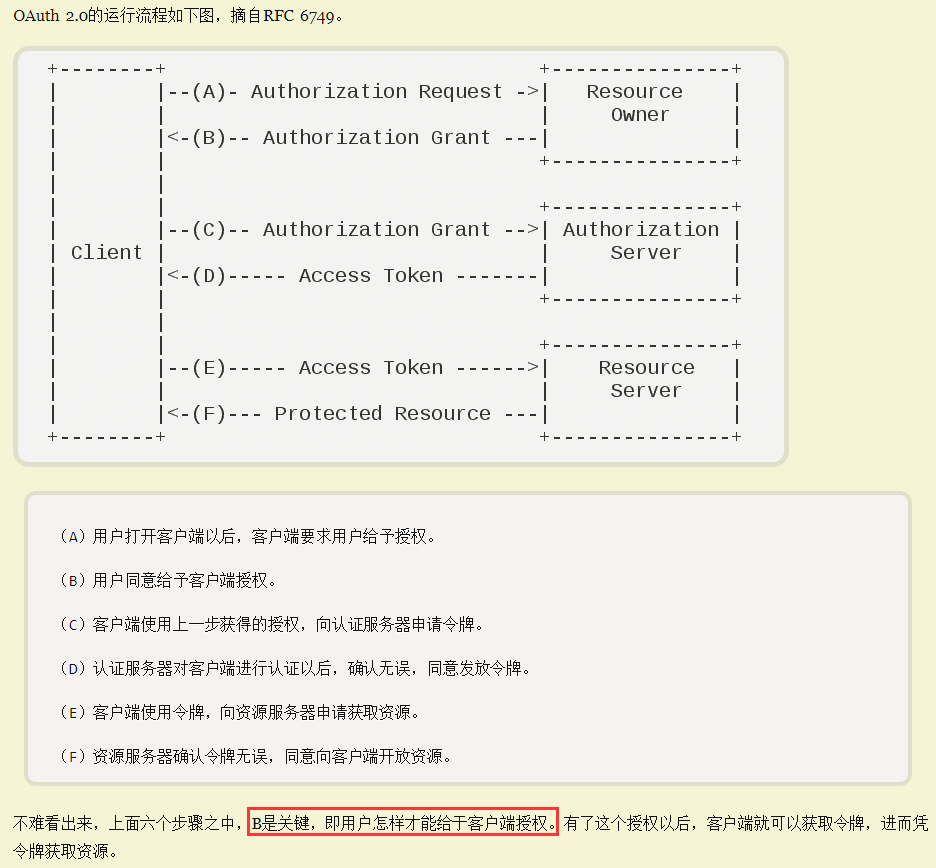 OAuth 2.0的运行流程如下图，摘自RFC 6749。
+--------+                               +---------------+
|        |--(A)- Authorization Request ->|   Resource    |
|        |                               |     Owner     |
|        |<-(B)-- Authorization Grant ---|               |
|        |                               +---------------+
|        |
|        |                               +---------------+
|        |--(C)-- Authorization Grant -->| Authorization |
| Client |                               |     Server    |
|        |<-(D)----- Access Token -------|               |
|        |                               +---------------+
|        |
|        |                               +---------------+
|        |--(E)----- Access Token ------>|    Resource   |
|        |                               |     Server    |
|        |<-(F)--- Protected Resource ---|               |
+--------+                               +---------------+
（A）用户打开客户端以后，客户端要求用户给予授权。
（B）用户同意给予客户端授权。
（C）客户端使用上一步获得的授权，向认证服务器申请令牌。
（D）认证服务器对客户端进行认证以后，确认无误，同意发放令牌。
（E）客户端使用令牌，向资源服务器申请获取资源。
（F）资源服务器确认令牌无误，同意向客户端开放资源。
不难看出来，上面六个步骤之中，B是关键，即用户怎样才能给于客户端授权。有了这个授权以后，客户端就可以获取令牌，进而凭
令牌获取资源。